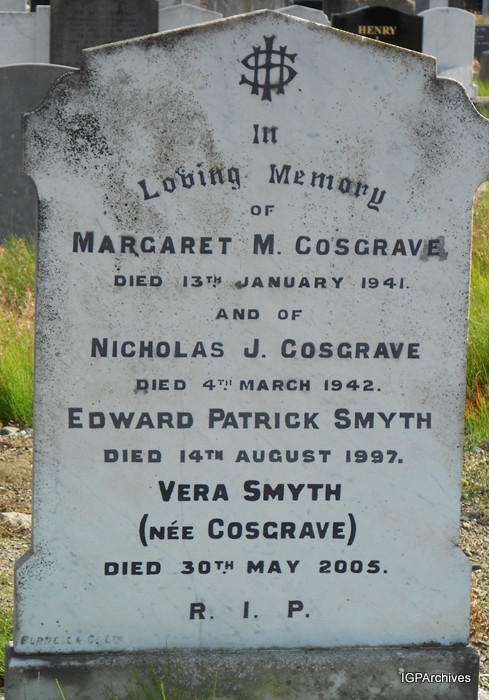 HENRY
IHS
In
Loving Memory
OF
MARGARET M. COSGRAVE
DIED 13TH JANUARY 1941.
AND OF
NICHOLAS J. COSGRAVE
DIED 4TH MARCH 1942.
EDWARD PATRICK SMYTH
DIED 14TH AUGUST 1997.
VERA SMYTH
(NÉE COSGRAVE)
DIED 30TH MAY 2005.
R. I. P.
IGPArchives